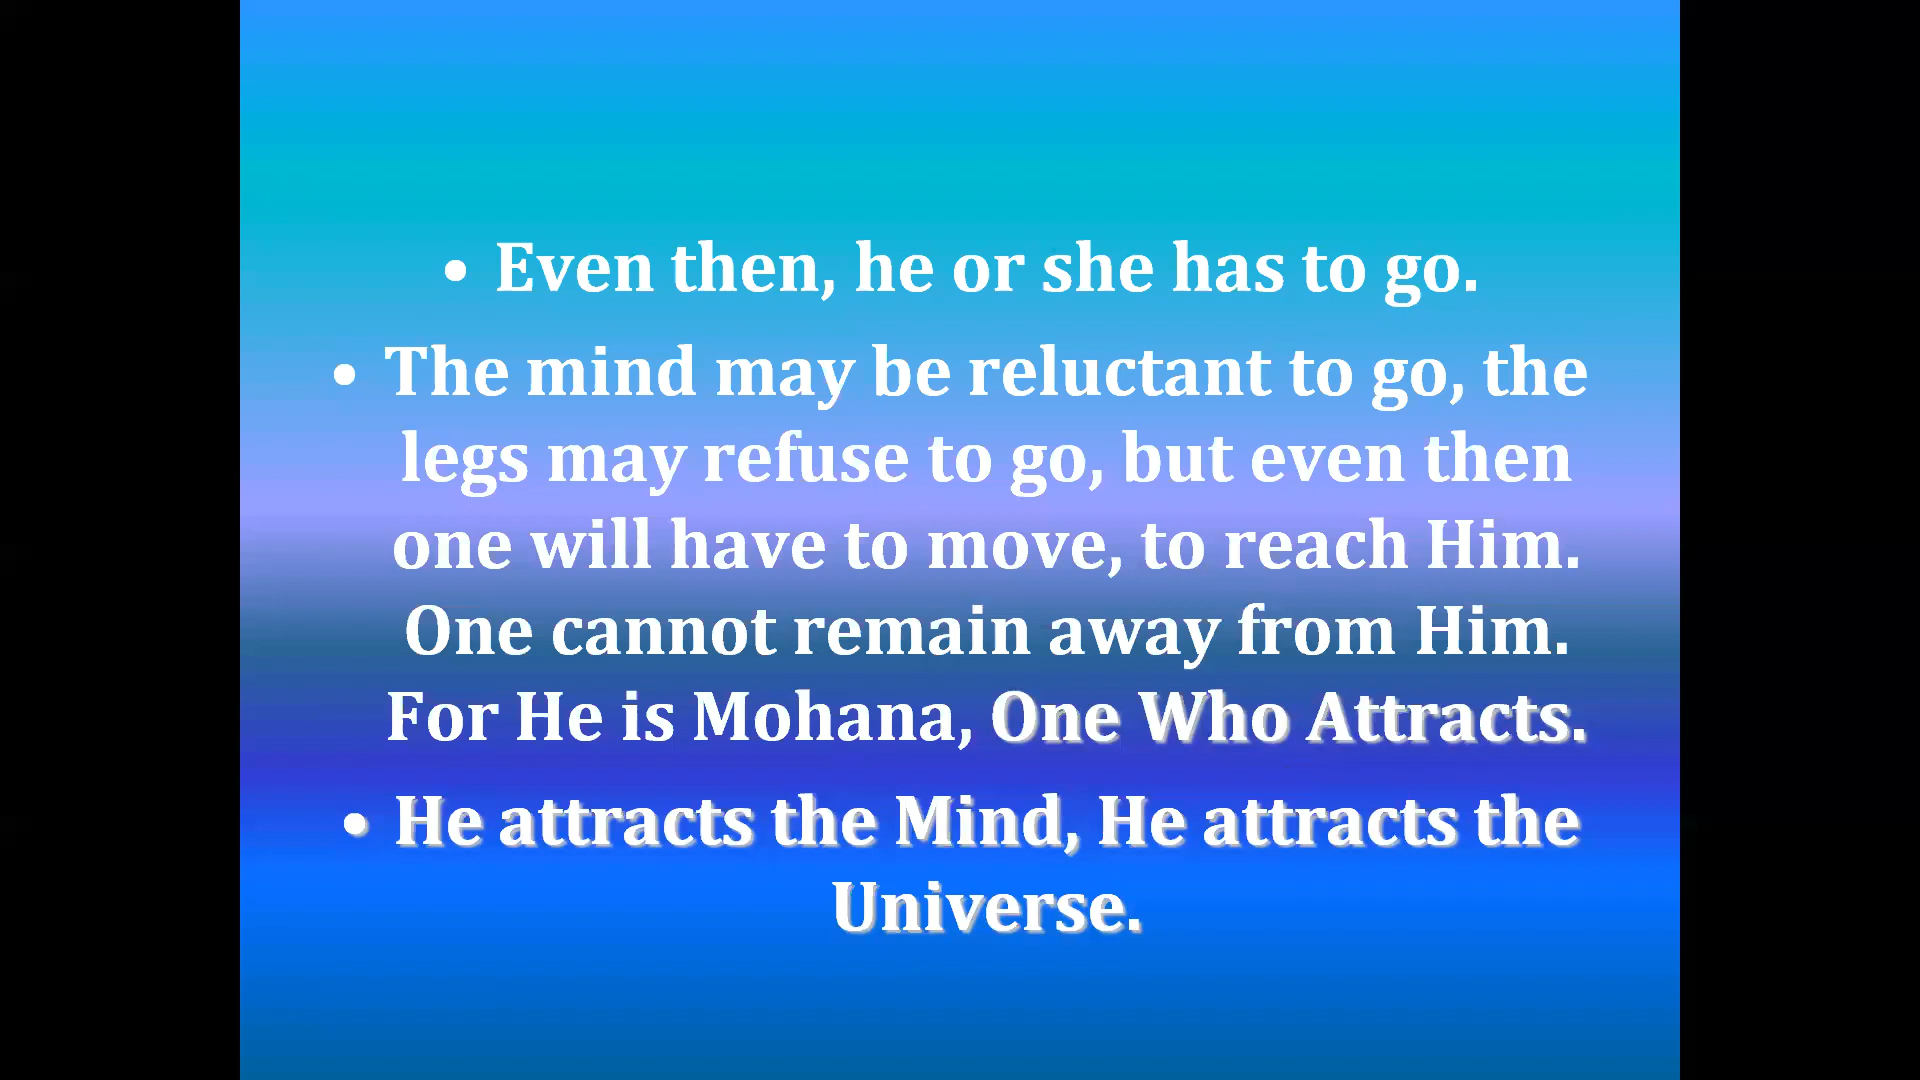 • Even then, he or she has to go.
• The mind may be reluctant to go, the
legs may refuse to go, but even then
one will have to move, to reach Him.
One cannot remain away from Him.
For He is Mohana, One Who Attracts.
• He attracts the Mind, He attracts the
Universe.